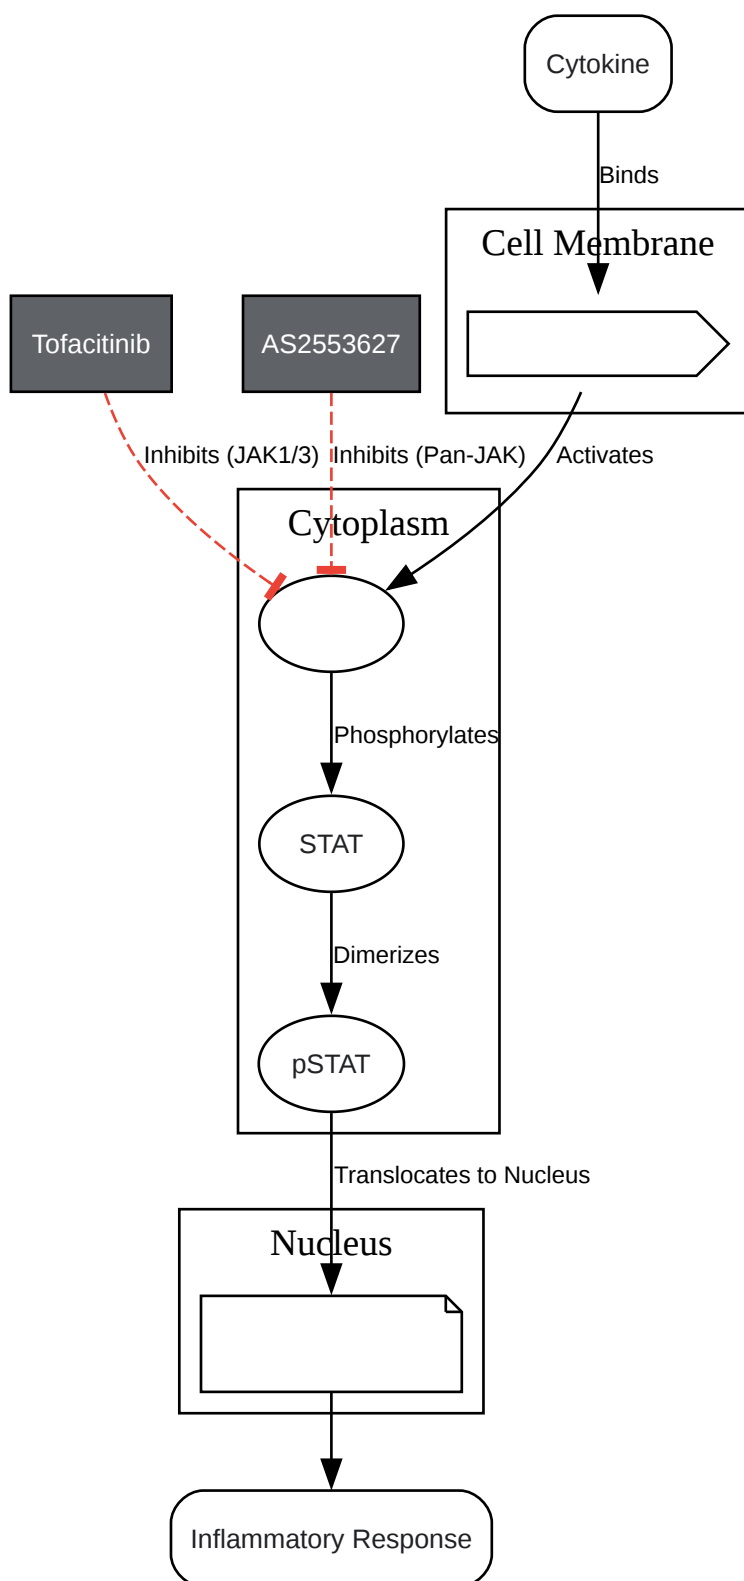 Cytokine
Binds
Cell Membrane
Tofacitinib
AS2553627
Inhibits (JAK1/3)
Inhibits (Pan-JAK)
Activates
Cytoplasm
Phosphorylates
STAT
Dimerizes
pSTAT
Translocates to Nucleus
Nucleus
Inflammatory Response